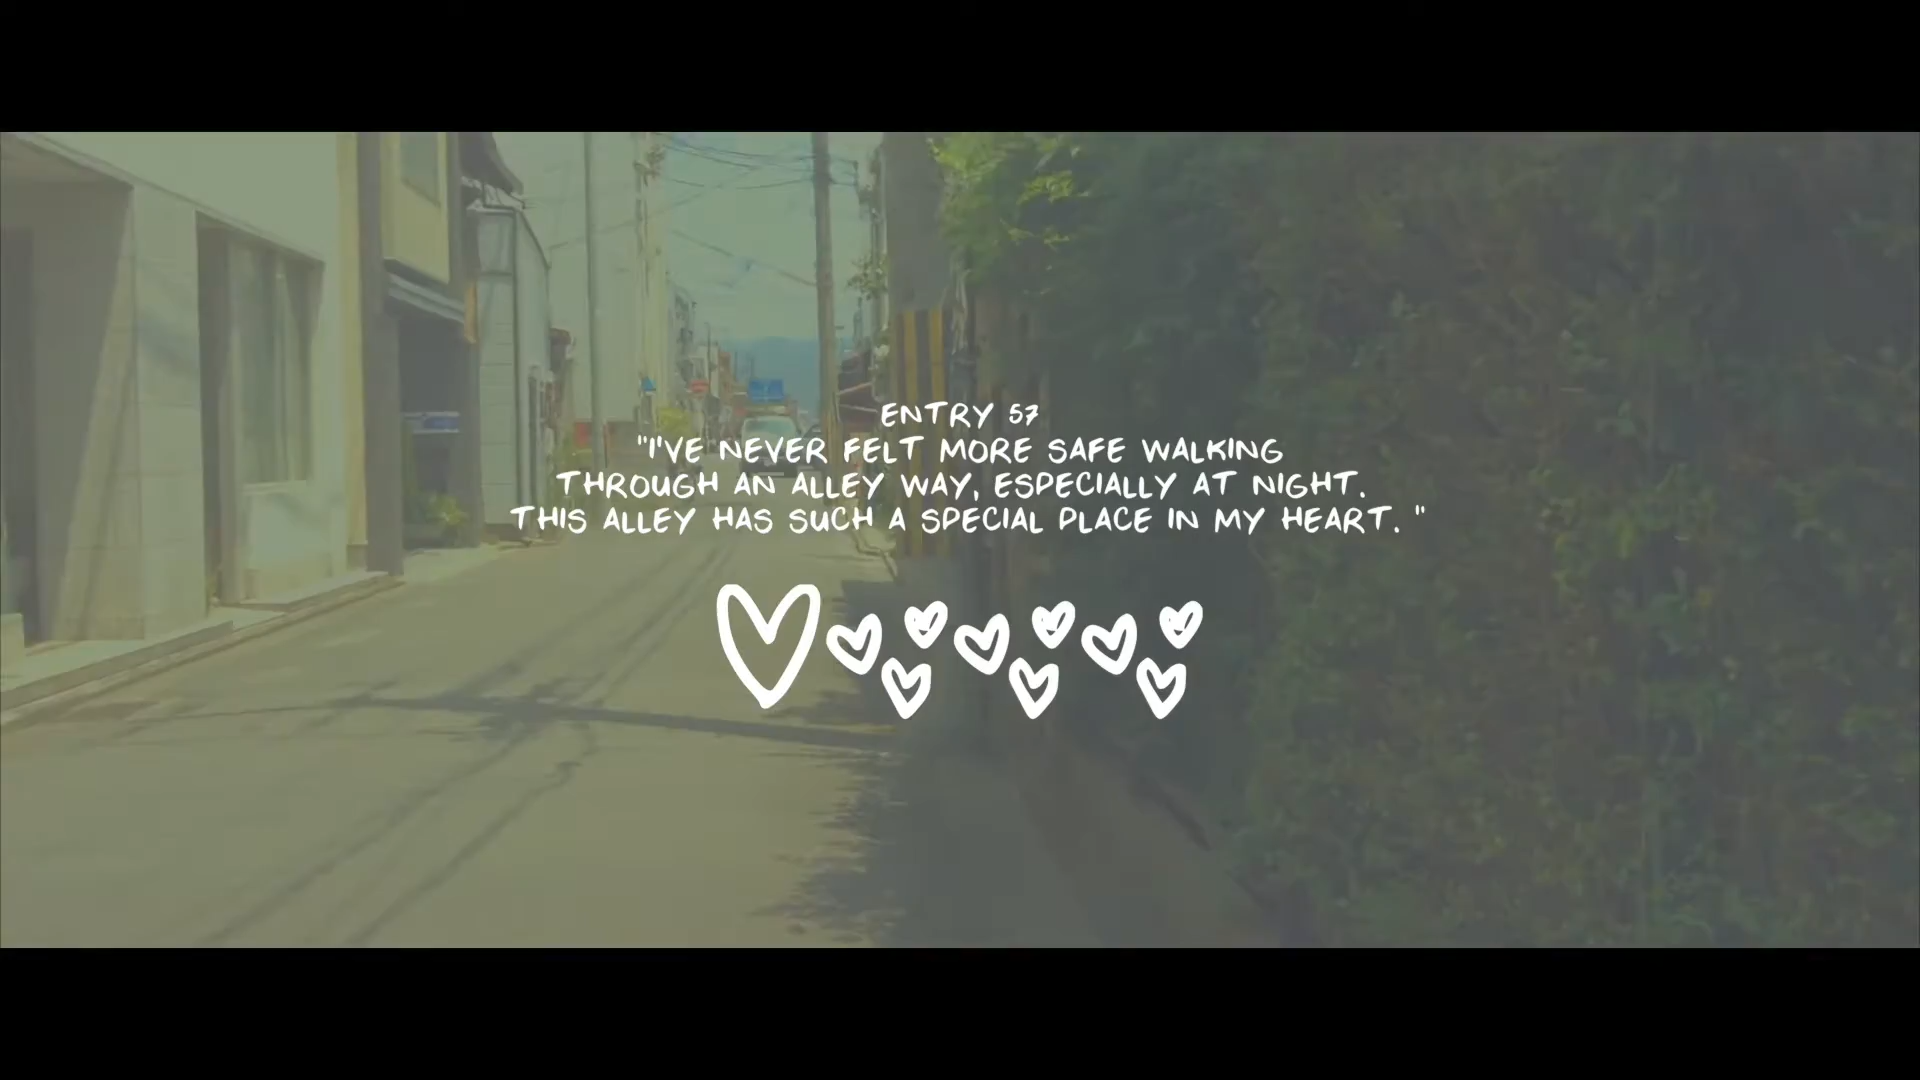 ENTRY 57
"I'VE NEVER FELT MORE SAFE WALKING
THROUGH AN ALLEY WAY, ESPECIALLY AT NIGHT.
THIS ALLEY HAS SUCH A SPECIAL PLACE IN MY HEART. "